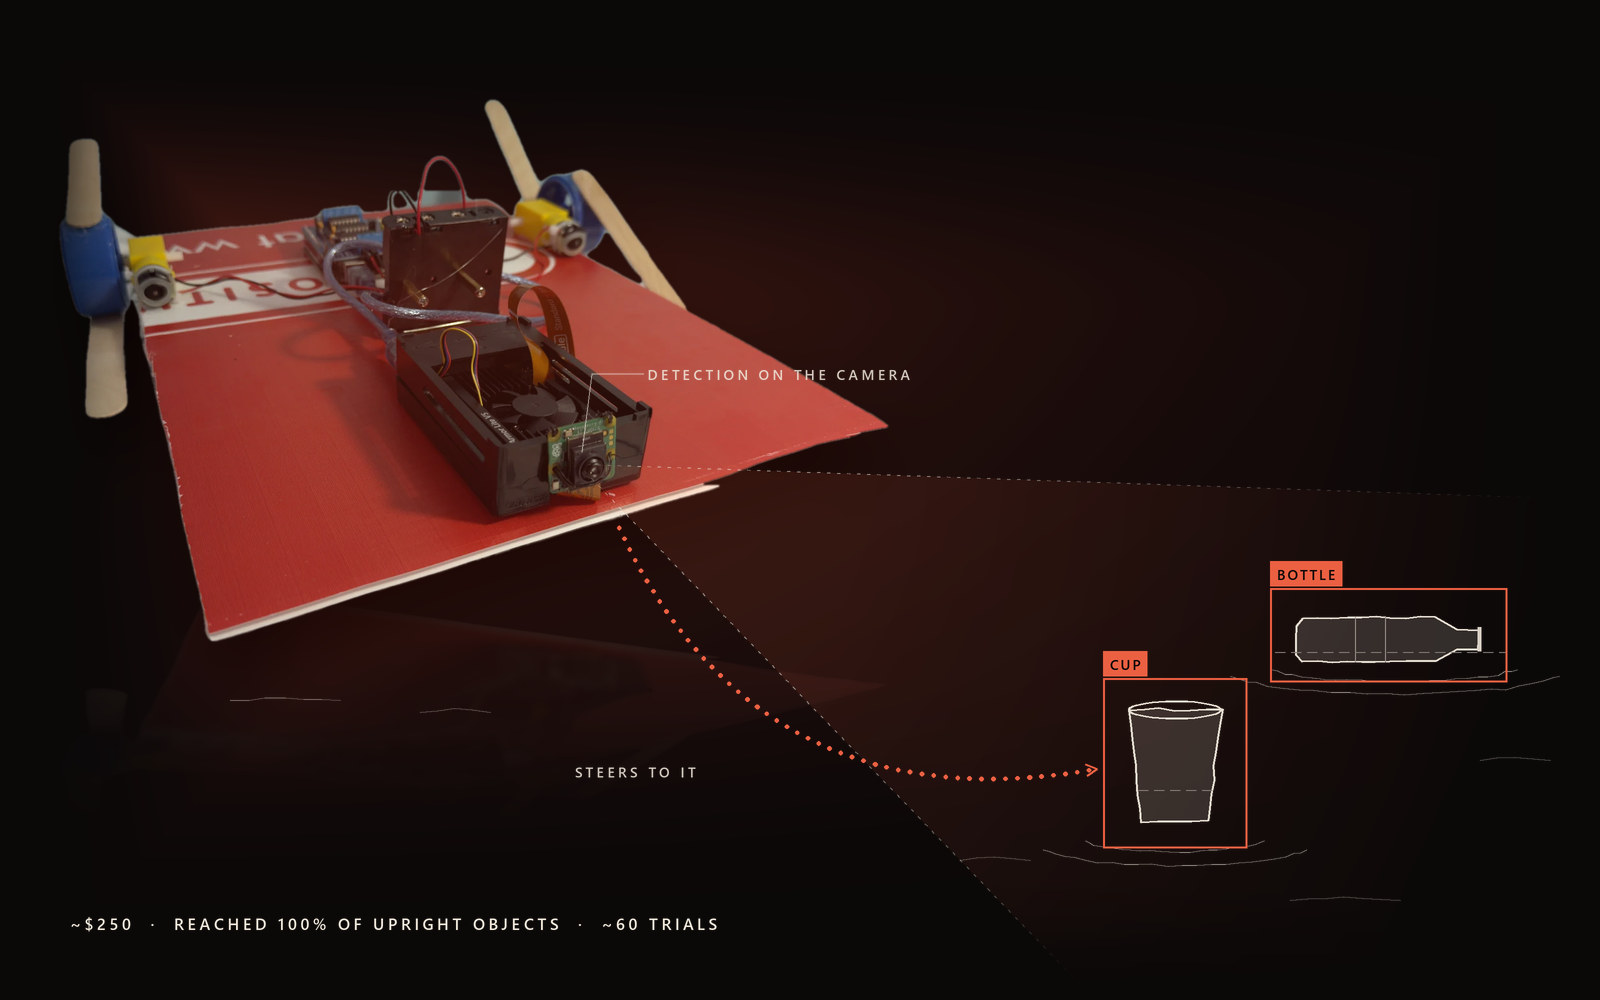 DETECTION ON THE CAMERA
BOTTLE
CUP
STEERS TO IT
~$250 · REACHED 100% OF UPRIGHT OBJECTS · ~60 TRIALS